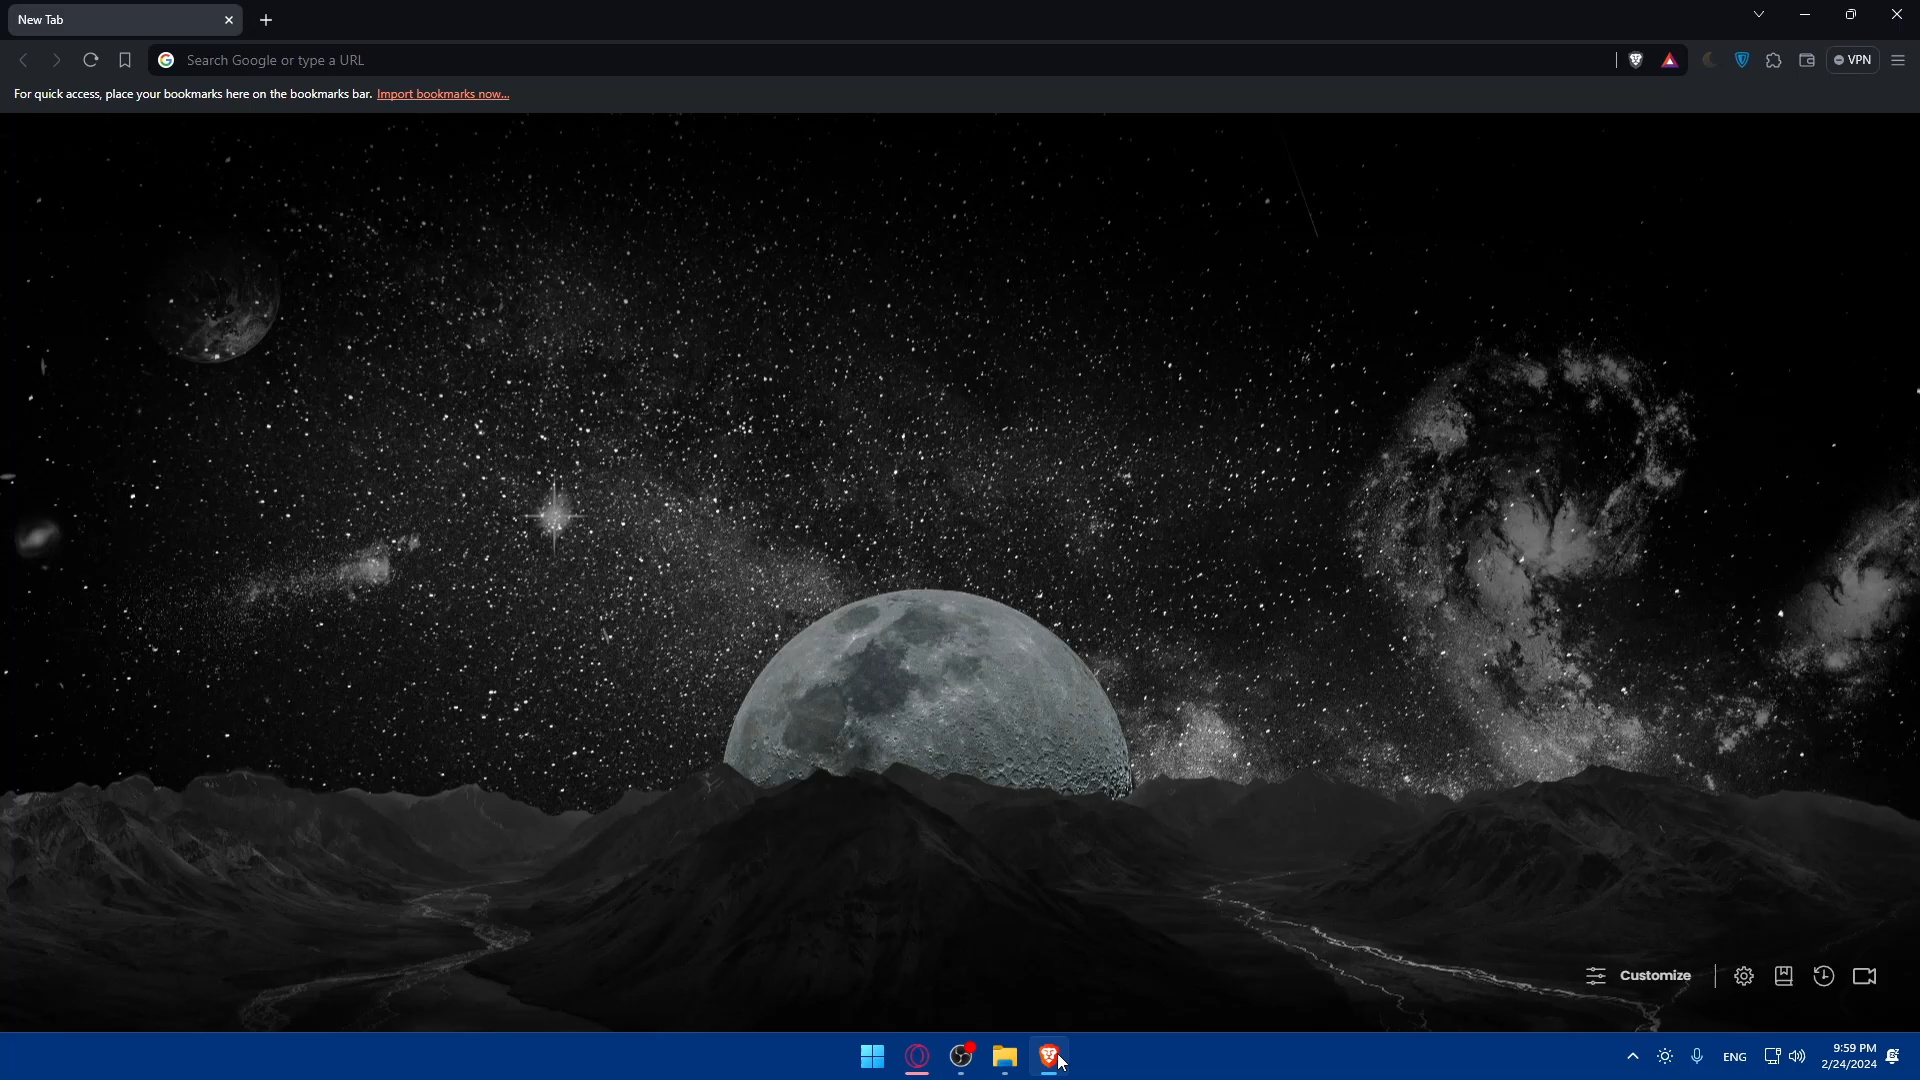 New Tab
Search Google or type a URL
VPN
For quick access, place your bookmarks here on the bookmarks bar. Import bookmarks now...
Customize
ENG
9:59 PM
2/24/2024